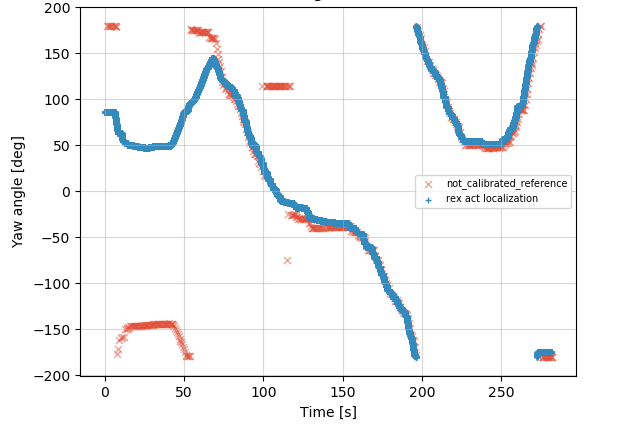 200
150
100
50
0
−50
−100
−150
−200
Yaw angle [deg]
not_calibrated_reference
rex act localization
0 50 100 150 200 250
Time [s]